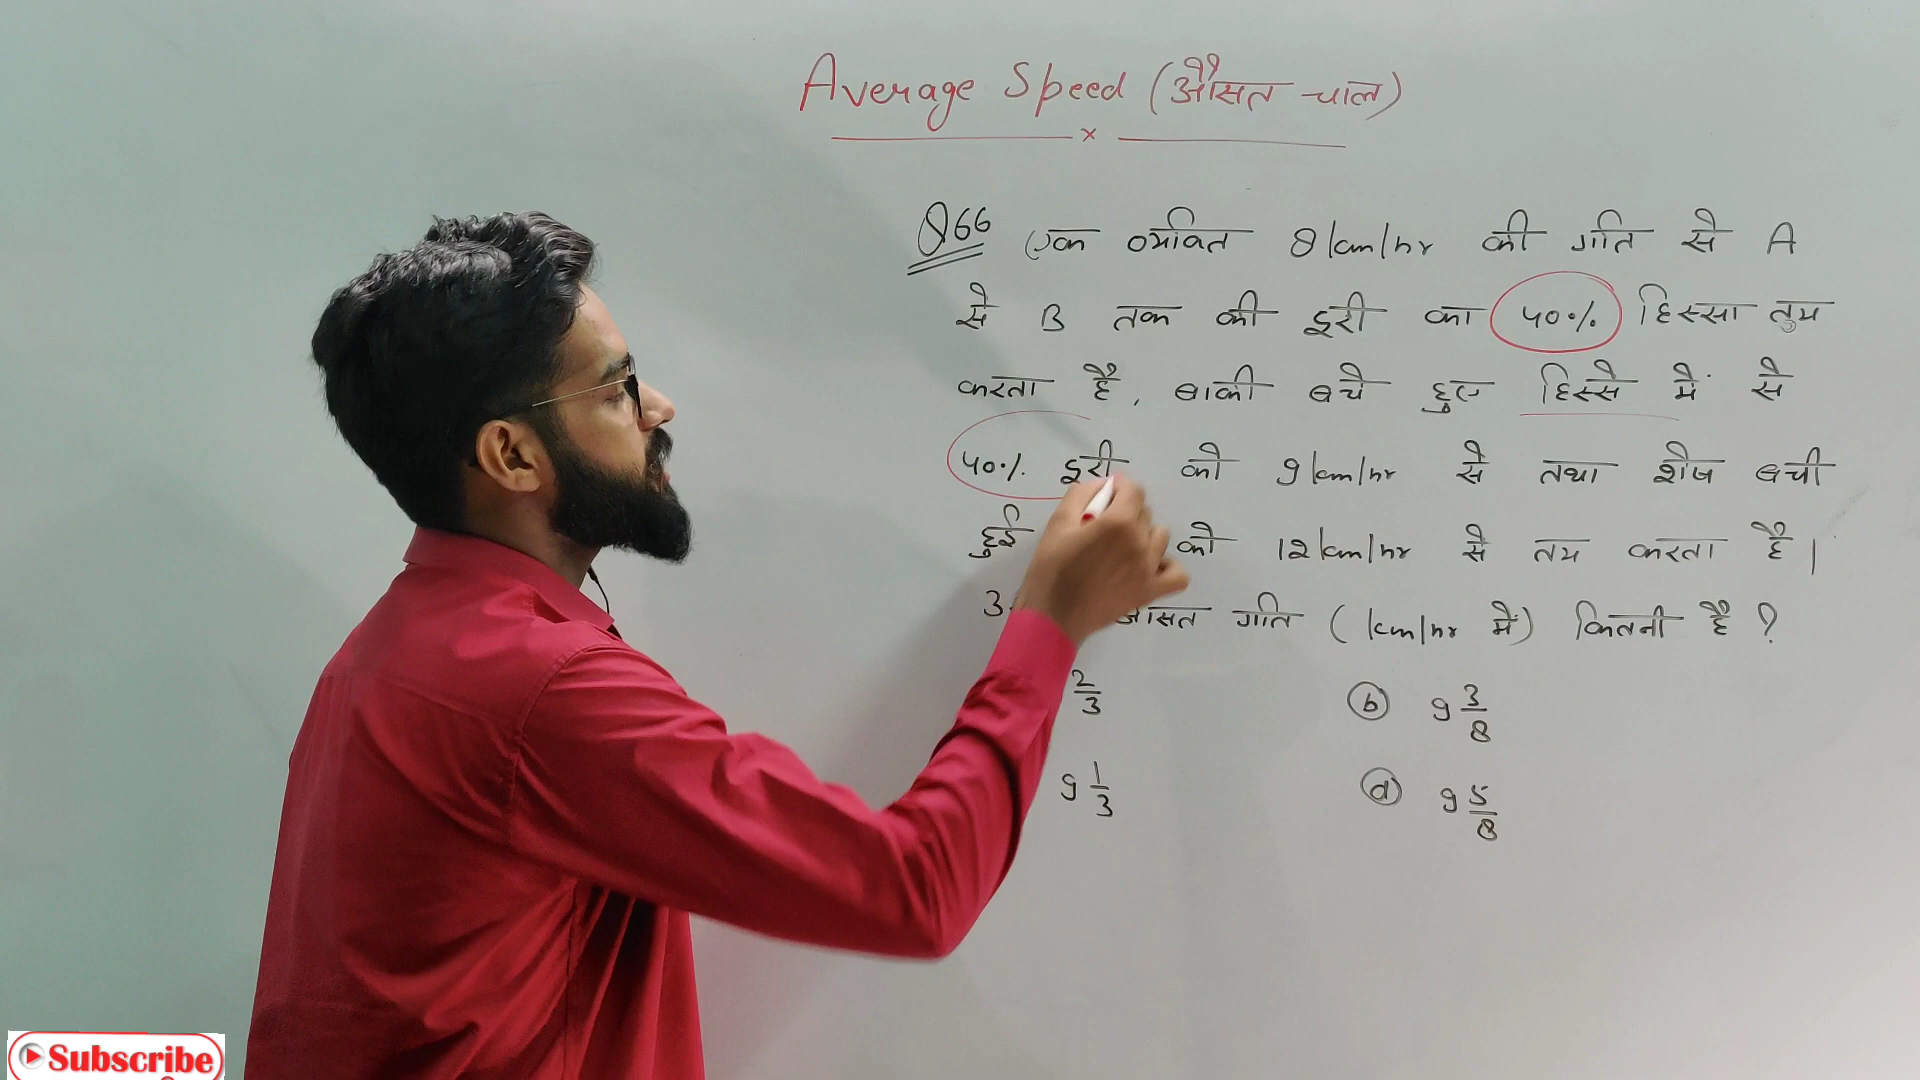 Average Speed (औसत चाल)
Q66 एक व्यक्ति 8 km/hr की गति से A
से B तक की दूरी का 40% हिस्सा तय
करता है, बाकी बचे हुए हिस्से में से
40% दूरी को 9 km/hr से तथा शेष बची
हुई को 12 km/hr से तय करता है।
औसत गति (km/hr में) कितनी है ?
2/3 (b) 9 3/8
9 1/3 (d) 9 5/8
Subscribe